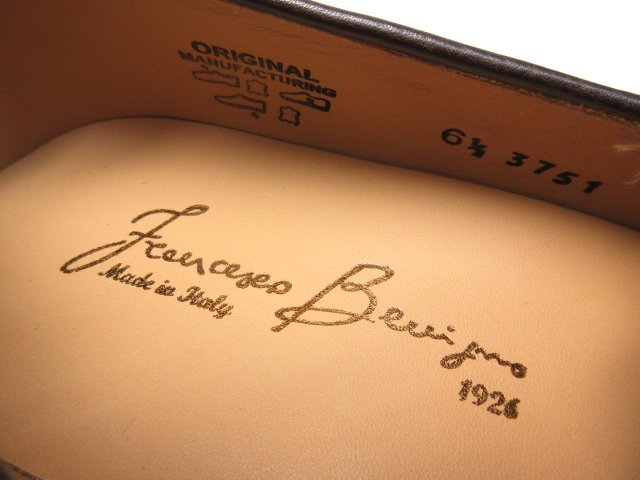 ORIGINAL
MANUFACTURING
6½ 3751
Francesco Benigno
Made in Italy
1926